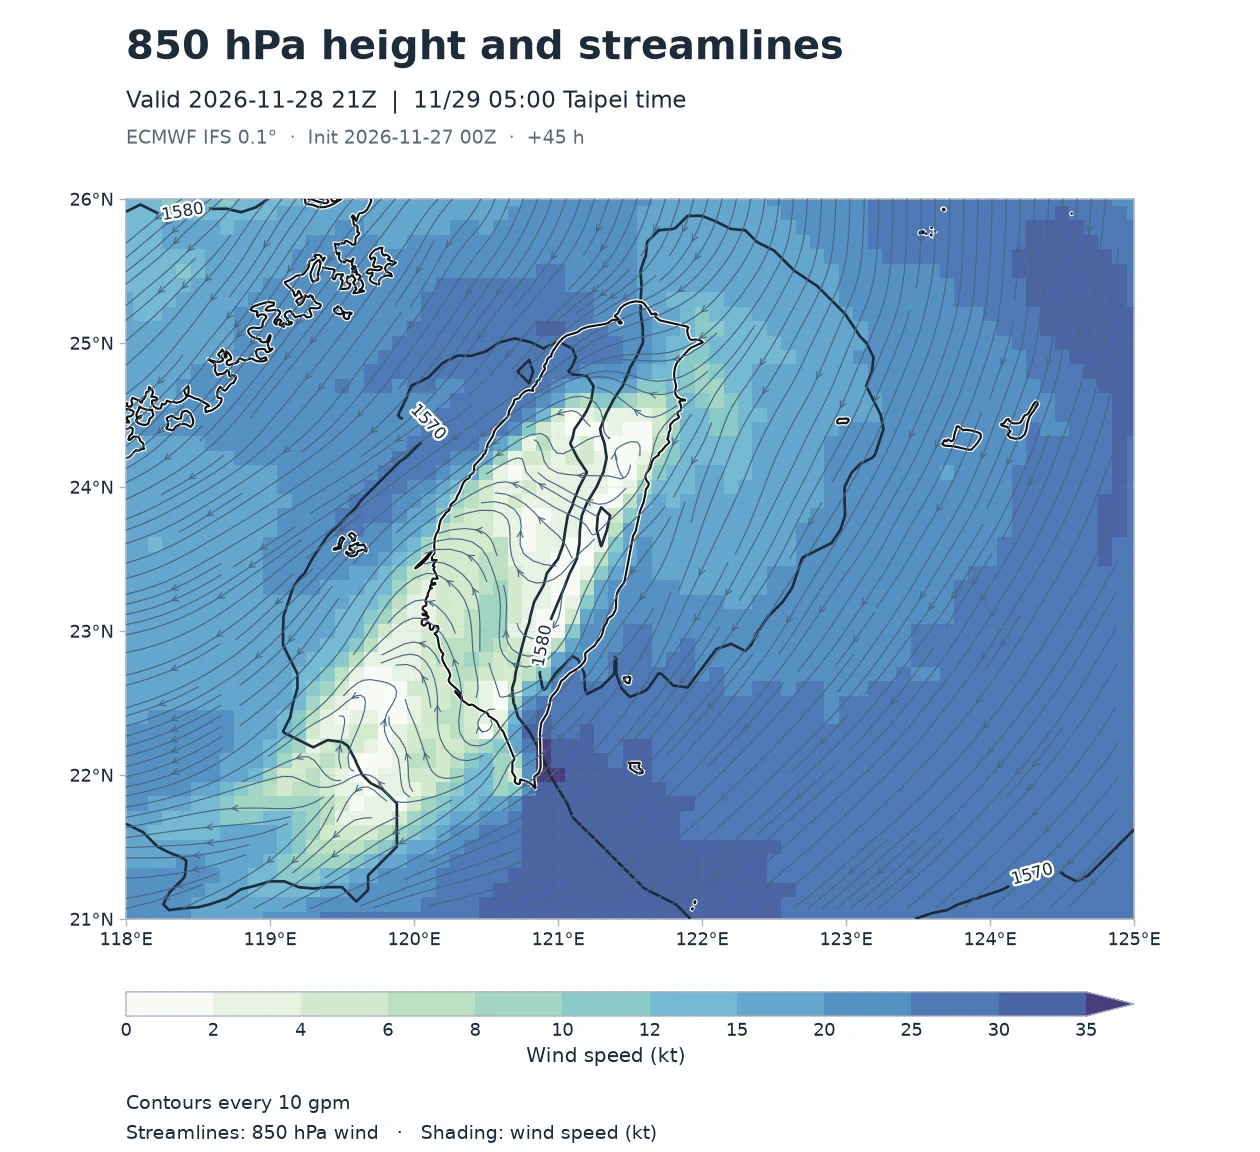 850 hPa height and streamlines
Valid 2026-11-28 21Z | 11/29 05:00 Taipei time
ECMWF IFS 0.1° · Init 2026-11-27 00Z · +45 h
26°N
1580
25°N
1570
24°N
23°N
1580
22°N
1570
21°N
118°E 119°E 120°E 121°E 122°E 123°E 124°E 125°E
0 2 4 6 8 10 12 15 20 25 30 35
Wind speed (kt)
Contours every 10 gpm
Streamlines: 850 hPa wind · Shading: wind speed (kt)